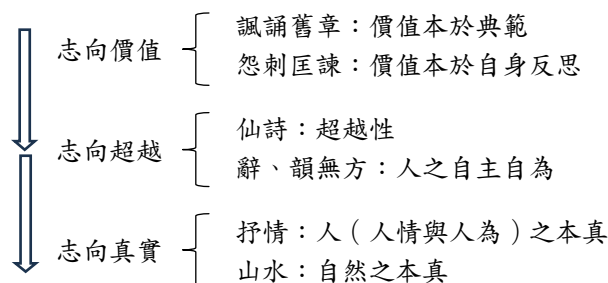 志向價值
諷誦舊章：價值本於典範
怨刺匡諫：價值本於自身反思
志向超越
仙詩：超越性
辭、韻無方：人之自主自為
志向真實
抒情：人（人情與人為）之本真
山水：自然之本真